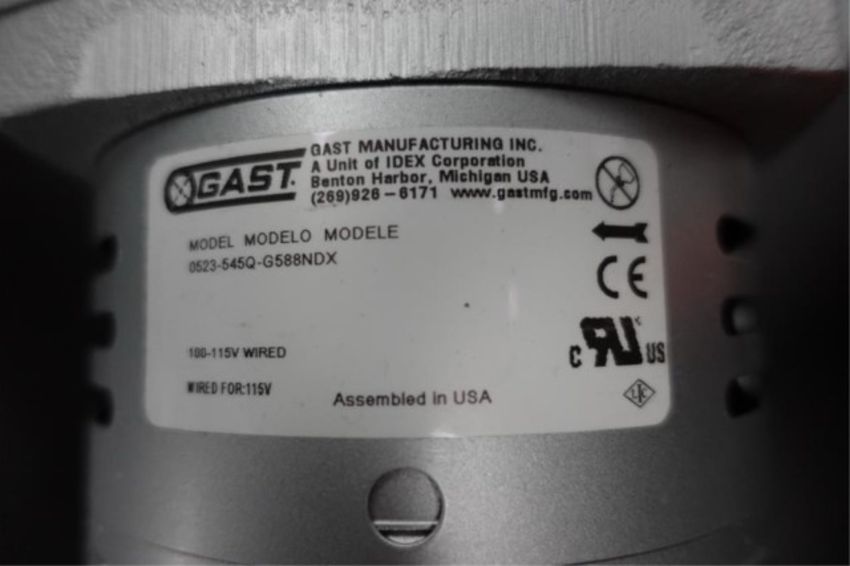 GAST.
GAST MANUFACTURING INC.
A Unit of IDEX Corporation
Benton Harbor, Michigan USA
(269)926-6171 www.gastmfg.com
MODEL MODELO MODELE
0523-545Q-G588NDX
CE
100-115V WIRED
C RU US
WIRED FOR:115V
Assembled in USA